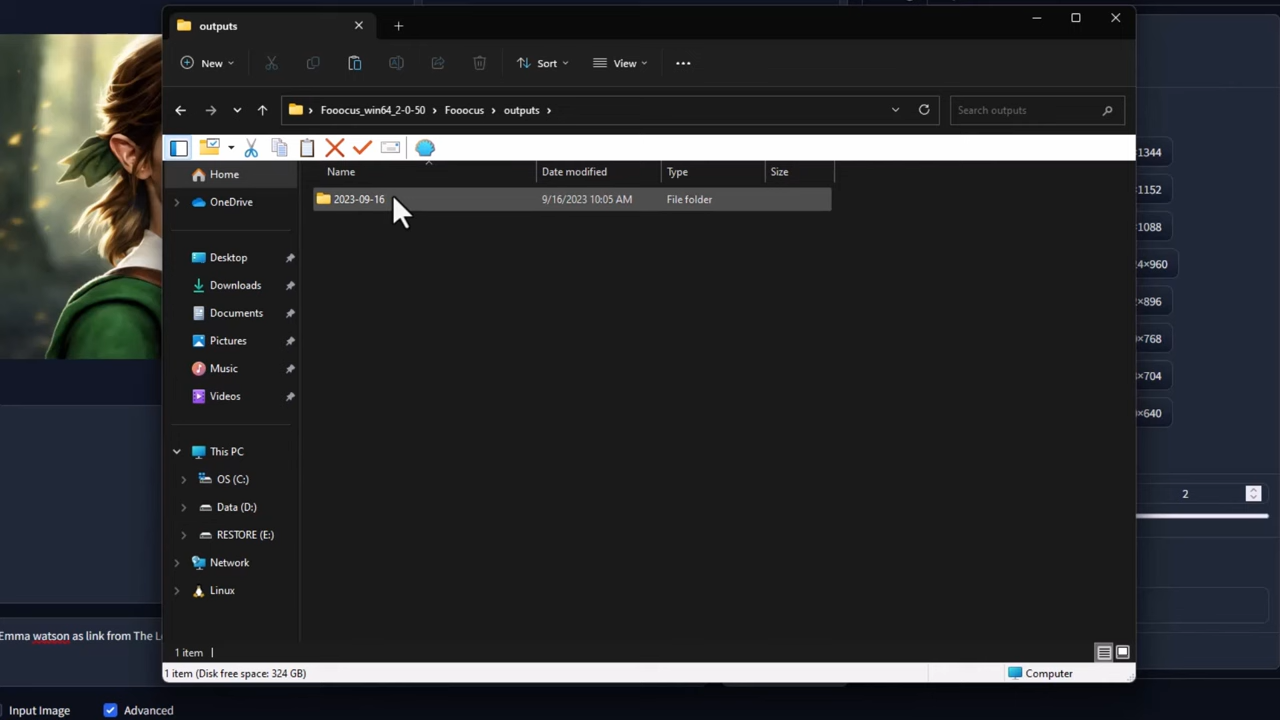 outputs
New
Sort
View
Fooocus_win64_2-0-50
Fooocus
outputs
Search outputs
Name
Date modified
Type
Size
Home
2023-09-16
9/16/2023 10:05 AM
File folder
OneDrive
Desktop
Downloads
Documents
Pictures
Music
Videos
This PC
OS (C:)
Data (D:)
RESTORE (E:)
Network
Linux
1 item
1 item (Disk free space: 324 GB)
Computer
×1344
×1152
×1088
4×960
×896
×768
×704
×640
2
Emma watson as link from The L
Input Image
Advanced